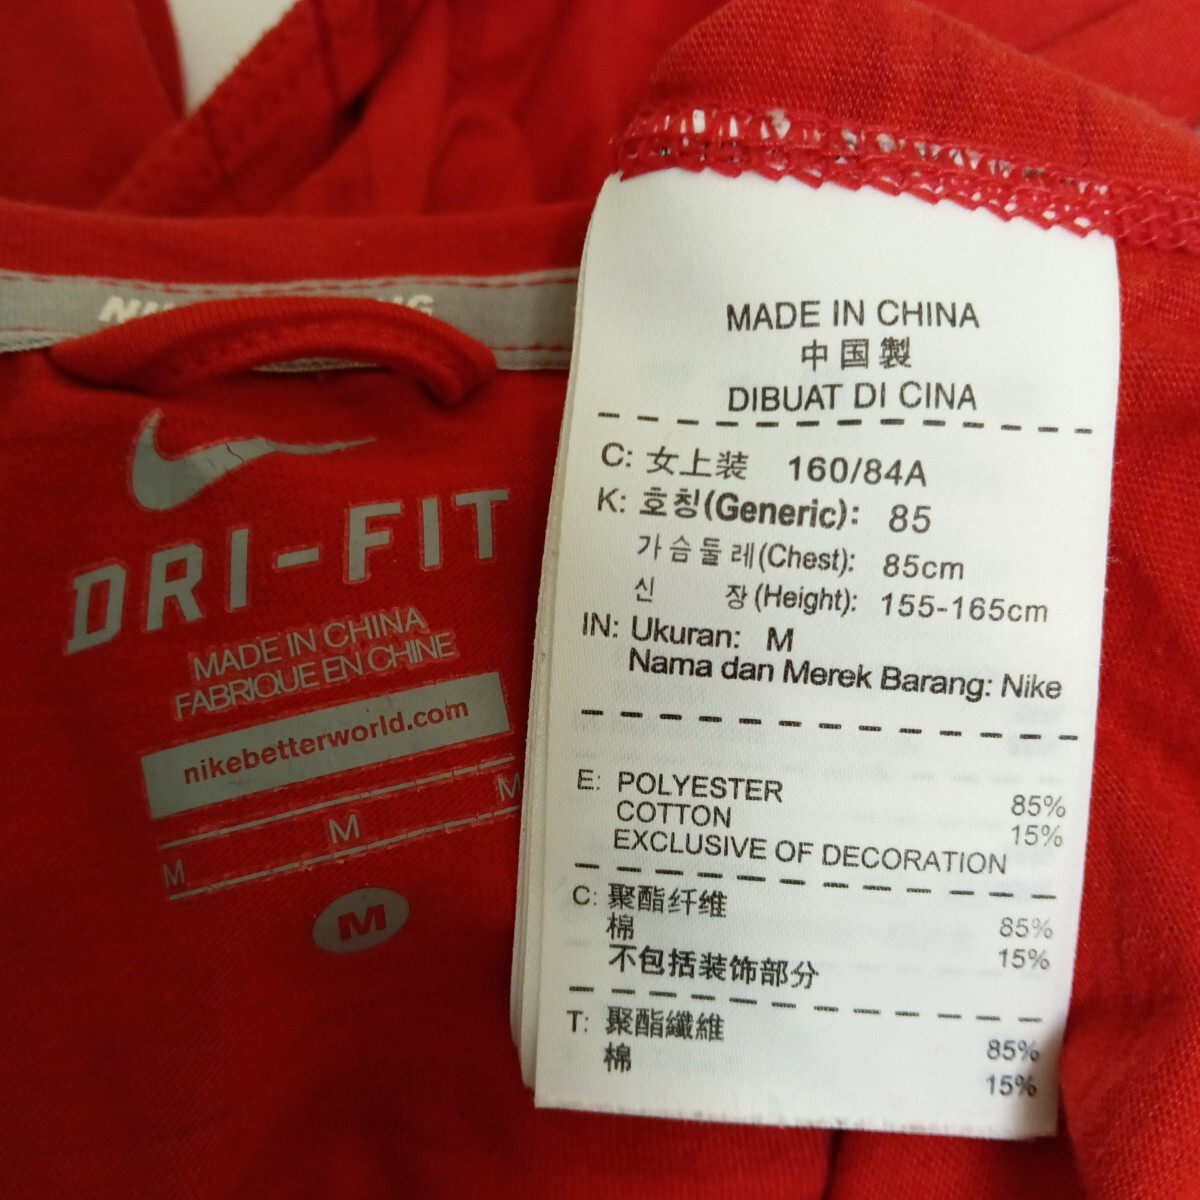 DRI-FIT
MADE IN CHINA
FABRIQUE EN CHINE
nikebetterworld.com
M M M
M
MADE IN CHINA
中国製
DIBUAT DI CINA
C: 女上装 160/84A
K: 호칭(Generic): 85
가슴둘레(Chest): 85cm
신 장(Height): 155-165cm
IN: Ukuran: M
Nama dan Merek Barang: Nike
E: POLYESTER 85%
COTTON 15%
EXCLUSIVE OF DECORATION
C: 聚酯纤维 85%
棉 15%
不包括装饰部分
T: 聚酯纖維 85%
棉 15%